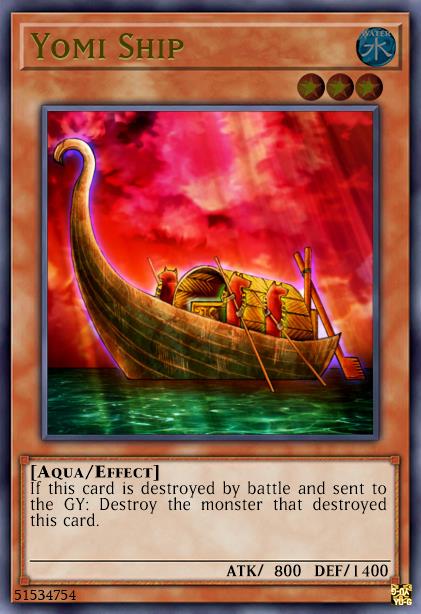 YOMI SHIP
WATER
水
[AQUA/EFFECT]
If this card is destroyed by battle and sent to
the GY: Destroy the monster that destroyed
this card.
ATK/ 800 DEF/1400
51534754